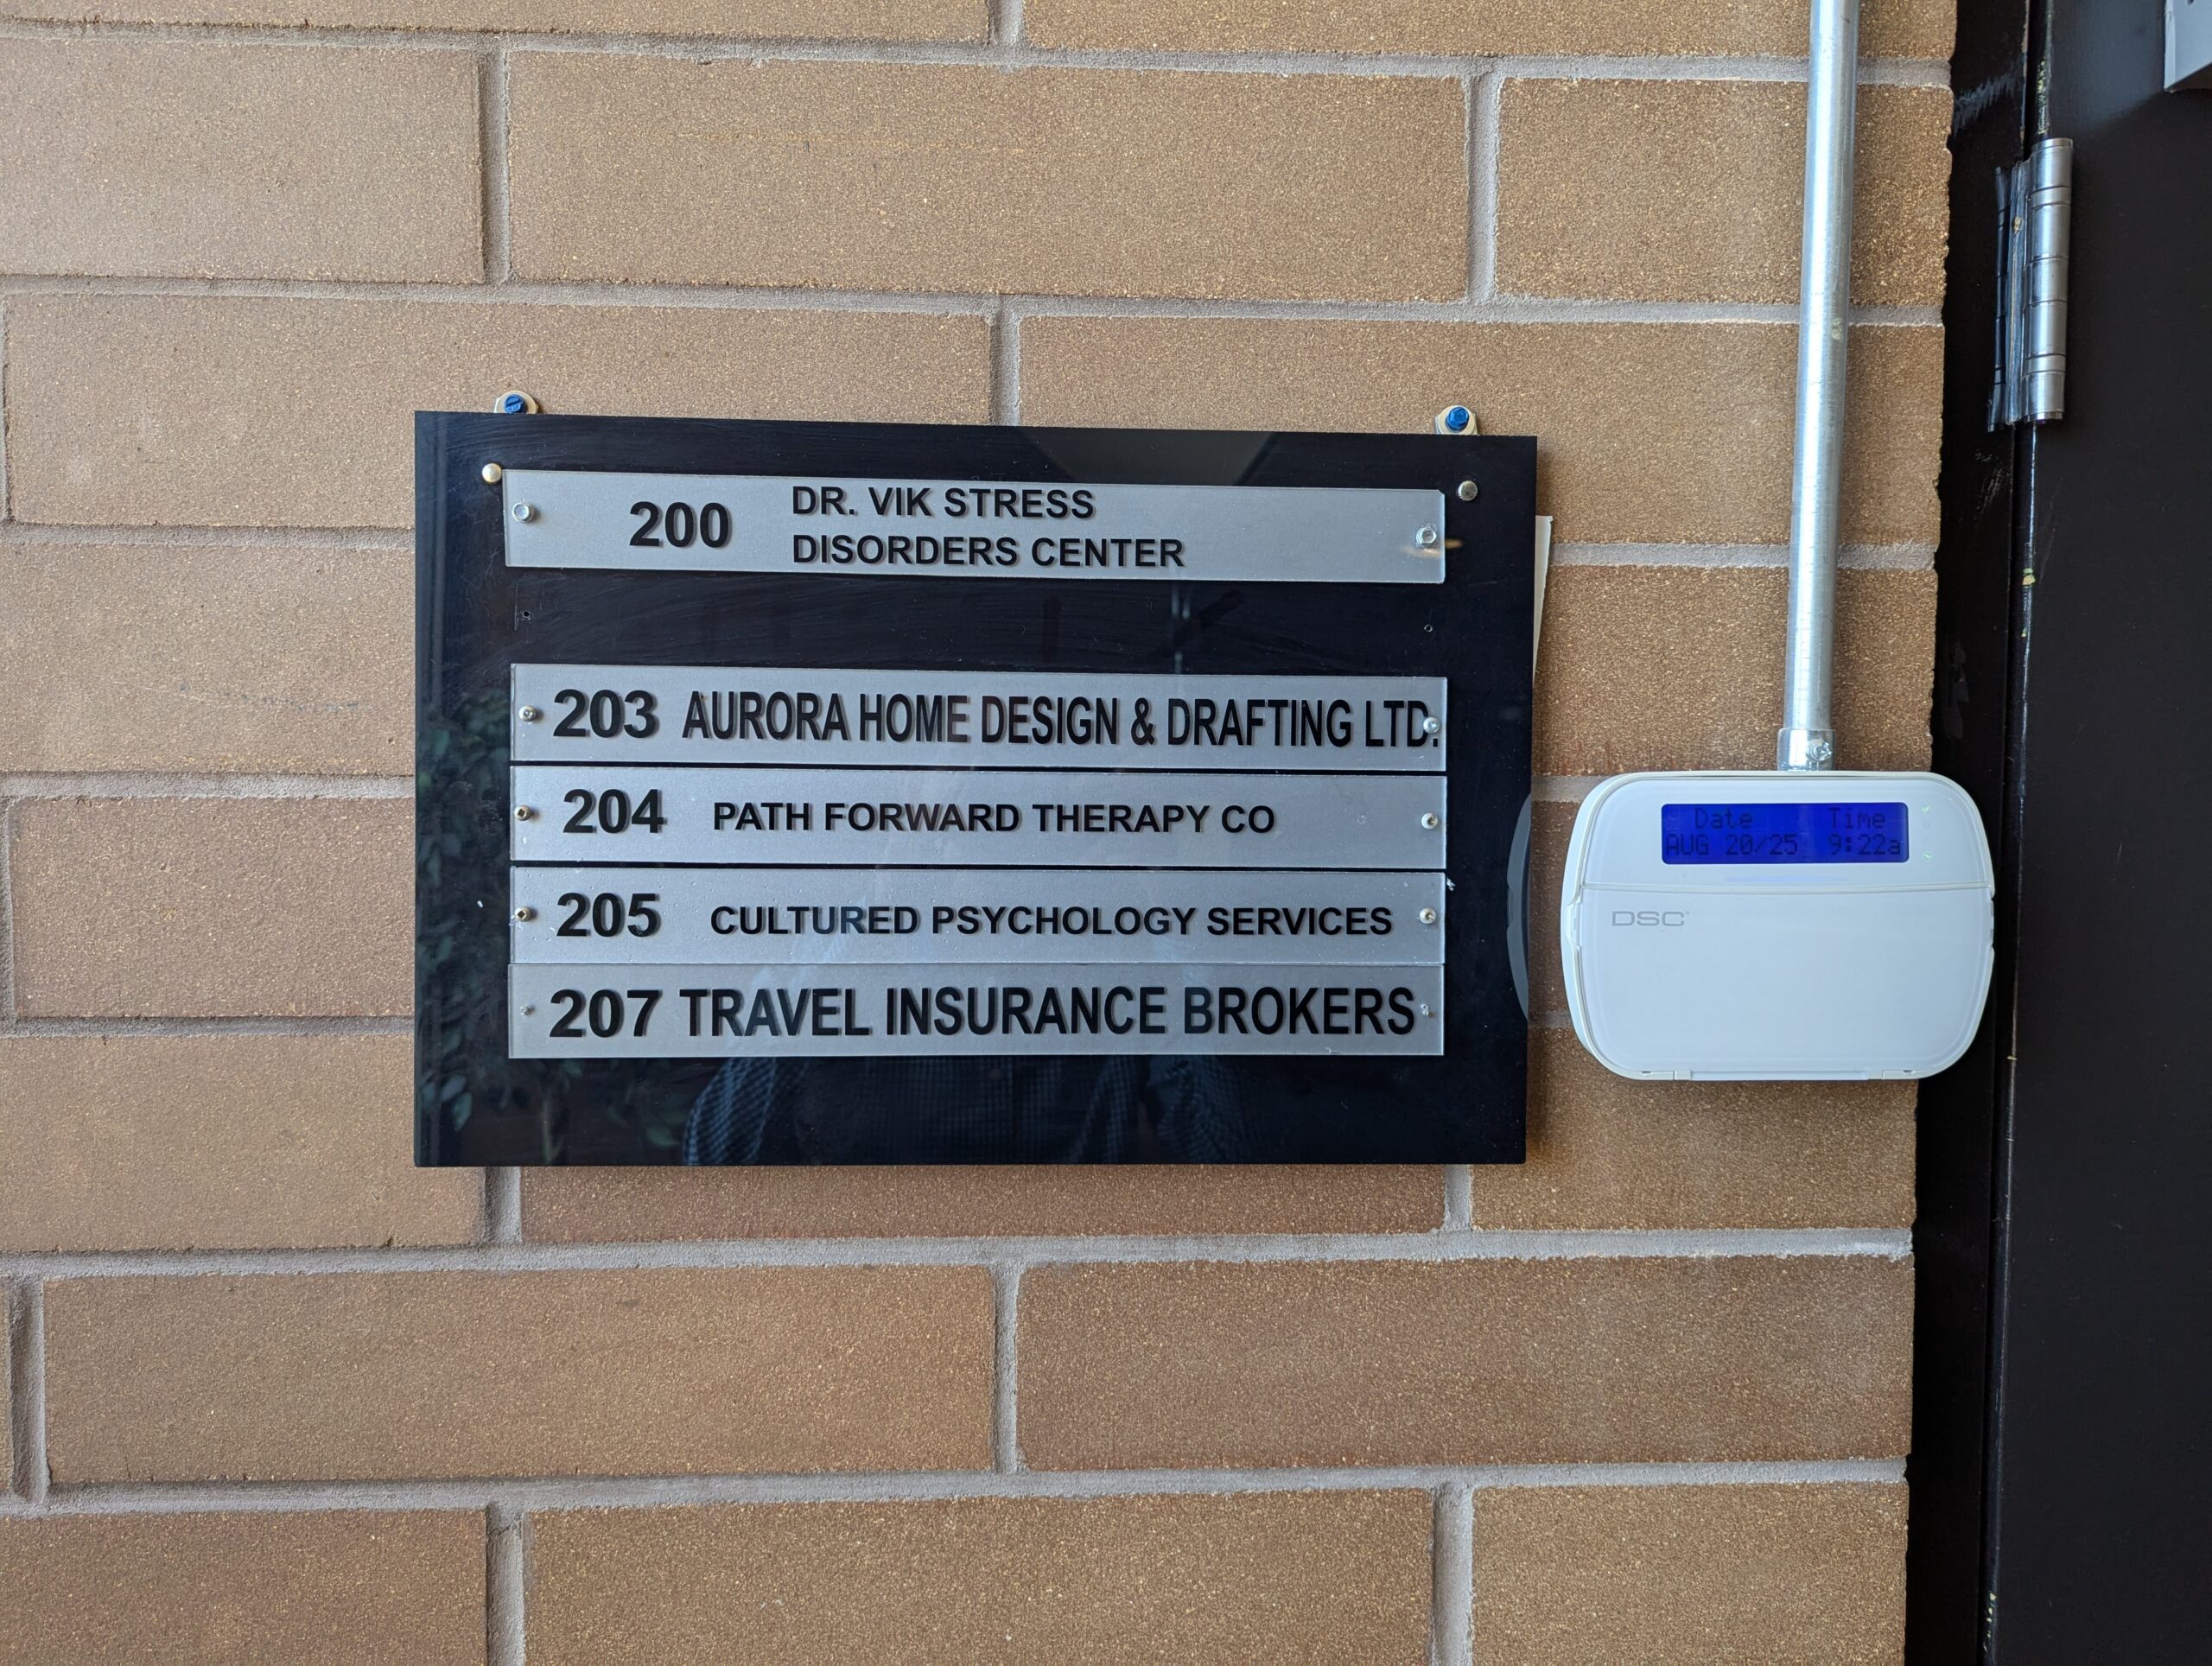 200 DR. VIK STRESS
DISORDERS CENTER
203 AURORA HOME DESIGN & DRAFTING LTD.
204 PATH FORWARD THERAPY CO
205 CULTURED PSYCHOLOGY SERVICES
207 TRAVEL INSURANCE BROKERS
Date Time
AUG 20/25 9:22a
DSC